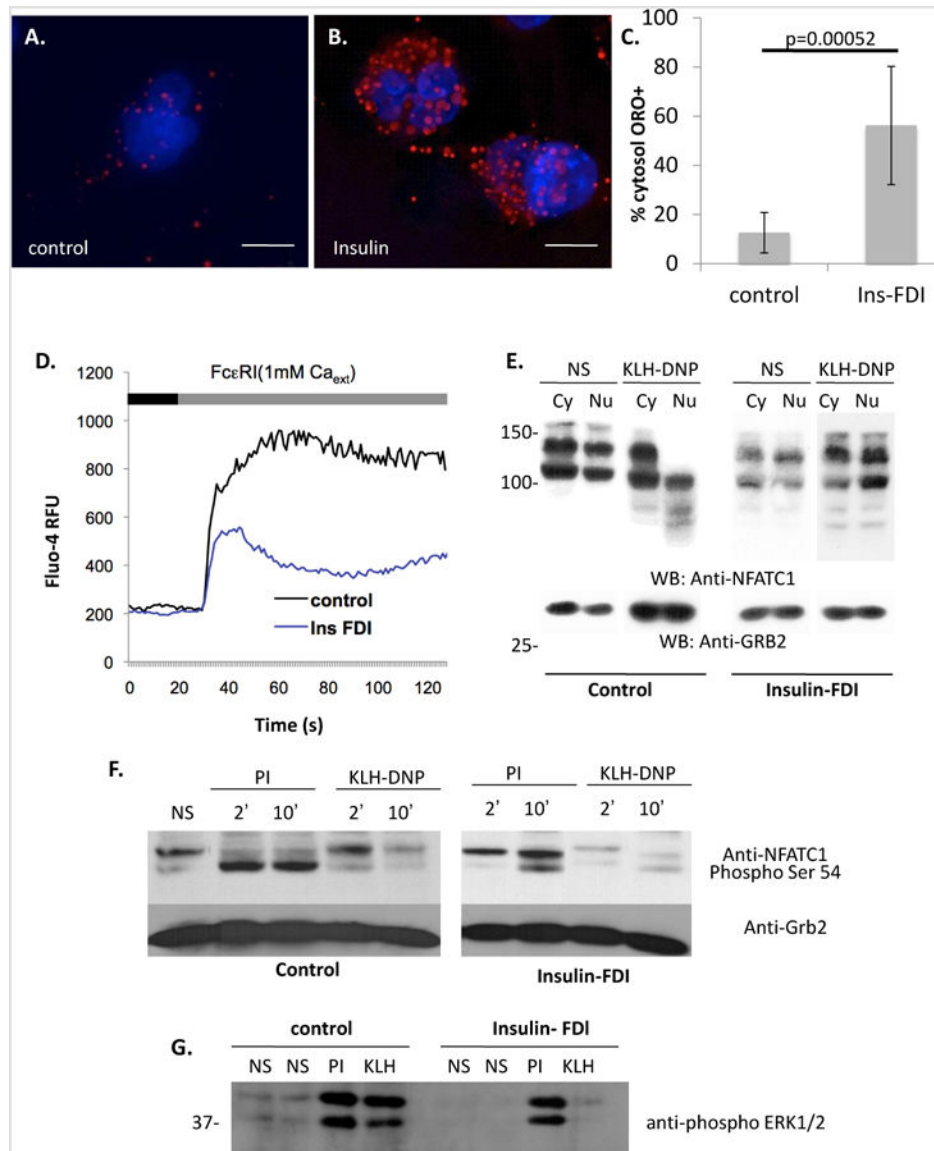 A.
control
B.
Insulin
C.
p=0.00052
% cytosol ORO+
100
80
60
40
20
0
control
Ins-FDI
D.
FcεRI(1mM Ca_ext)
Fluo-4 RFU
1200
1000
800
600
400
200
0
control
Ins FDI
0
20
40
60
80
100
120
Time (s)
E.
NS KLH-DNP NS KLH-DNP
Cy Nu Cy Nu Cy Nu Cy Nu
150-
100-
WB: Anti-NFATC1
25-
WB: Anti-GRB2
Control Insulin-FDI
F.
PI KLH-DNP PI KLH-DNP
NS 2' 10' 2' 10' 2' 10' 2' 10'
Anti-NFATC1
Phospho Ser 54
Anti-Grb2
Control Insulin-FDI
G.
control Insulin- FDI
NS NS PI KLH NS NS PI KLH
37-
anti-phospho ERK1/2